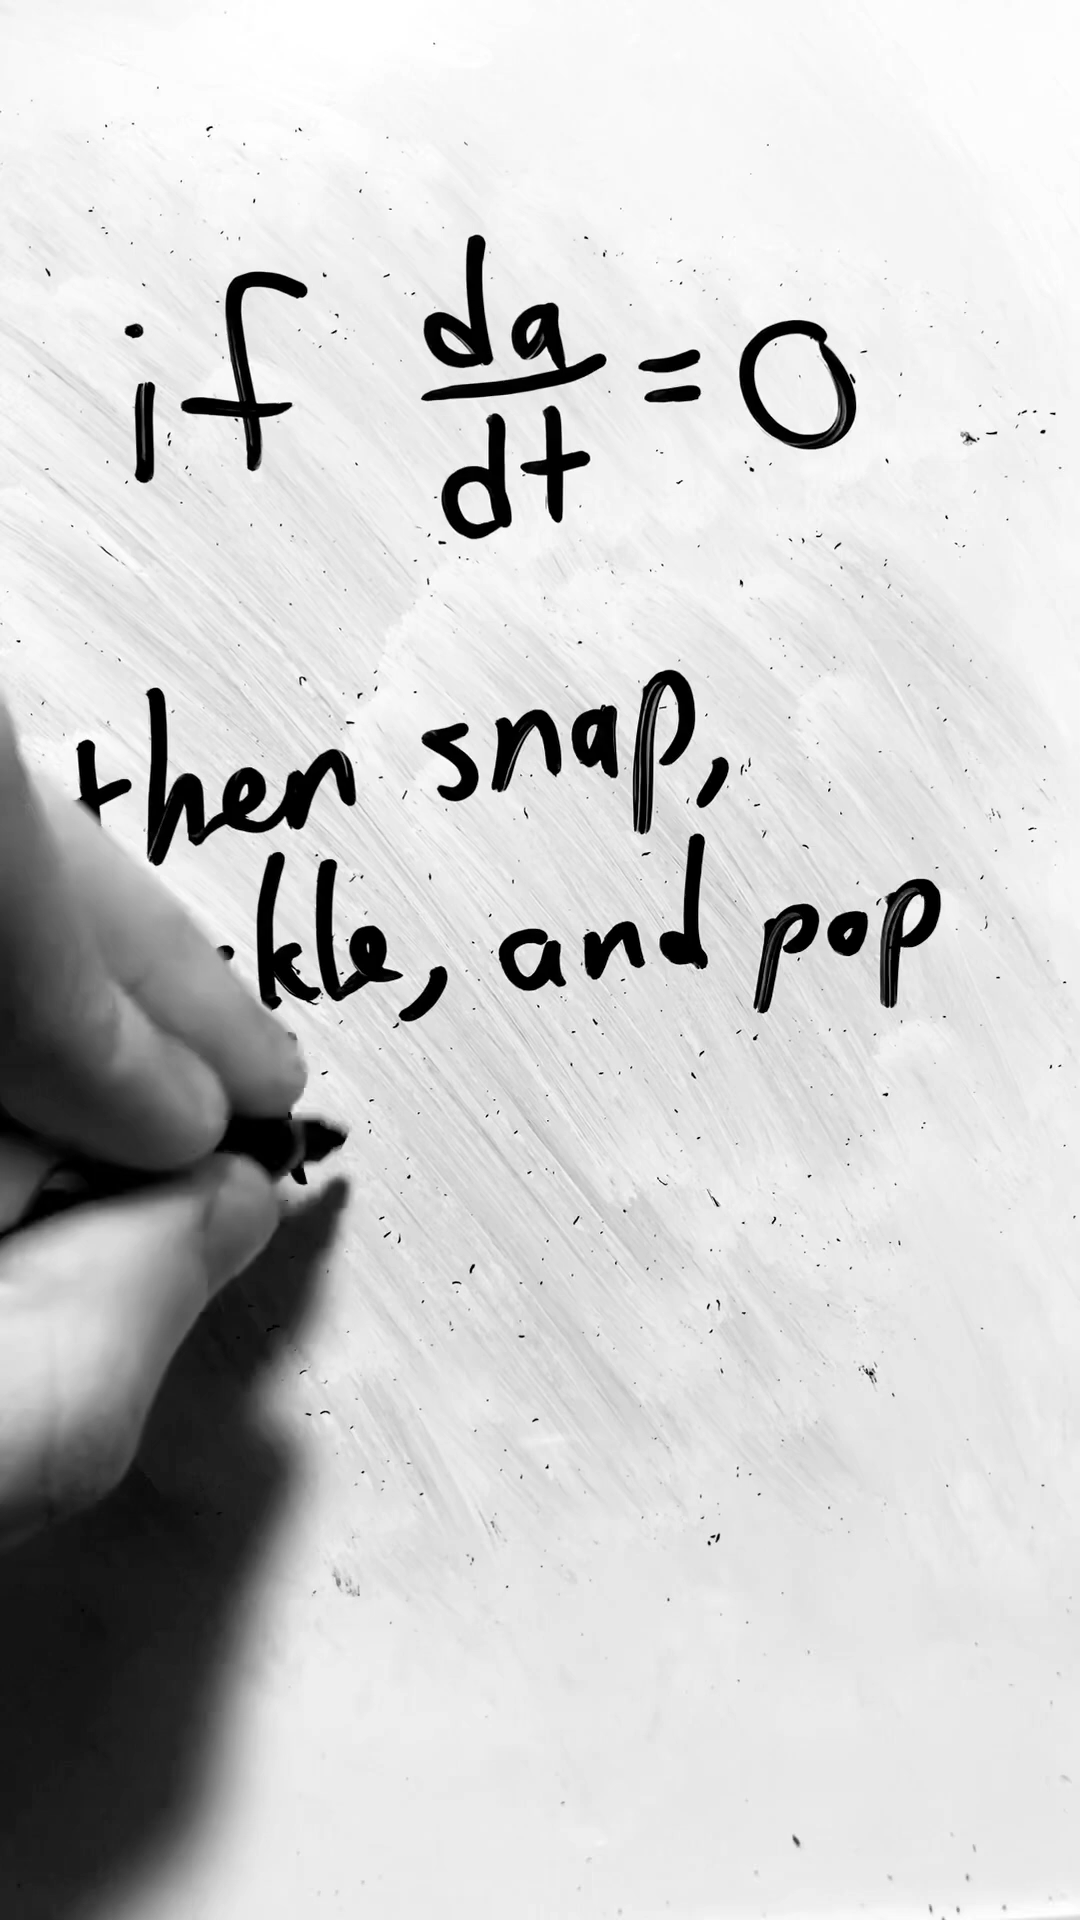 if da/dt = 0
then snap,
kle, and pop